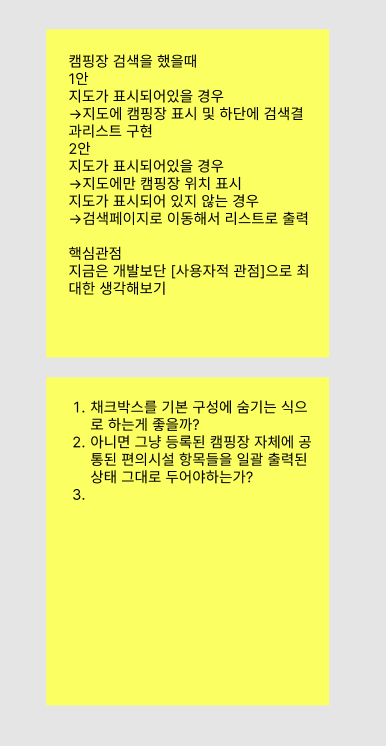 캠핑장 검색을 했을때
1안
지도가 표시되어있을 경우
→지도에 캠핑장 표시 및 하단에 검색결
과리스트 구현
2안
지도가 표시되어있을 경우
→지도에만 캠핑장 위치 표시
지도가 표시되어 있지 않는 경우
→검색페이지로 이동해서 리스트로 출력
핵심관점
지금은 개발보단 [사용자적 관점]으로 최
대한 생각해보기
1. 채크박스를 기본 구성에 숨기는 식으
로 하는게 좋을까?
2. 아니면 그냥 등록된 캠핑장 자체에 공
통된 편의시설 항목들을 일괄 출력된
상태 그대로 두어야하는가?
3.